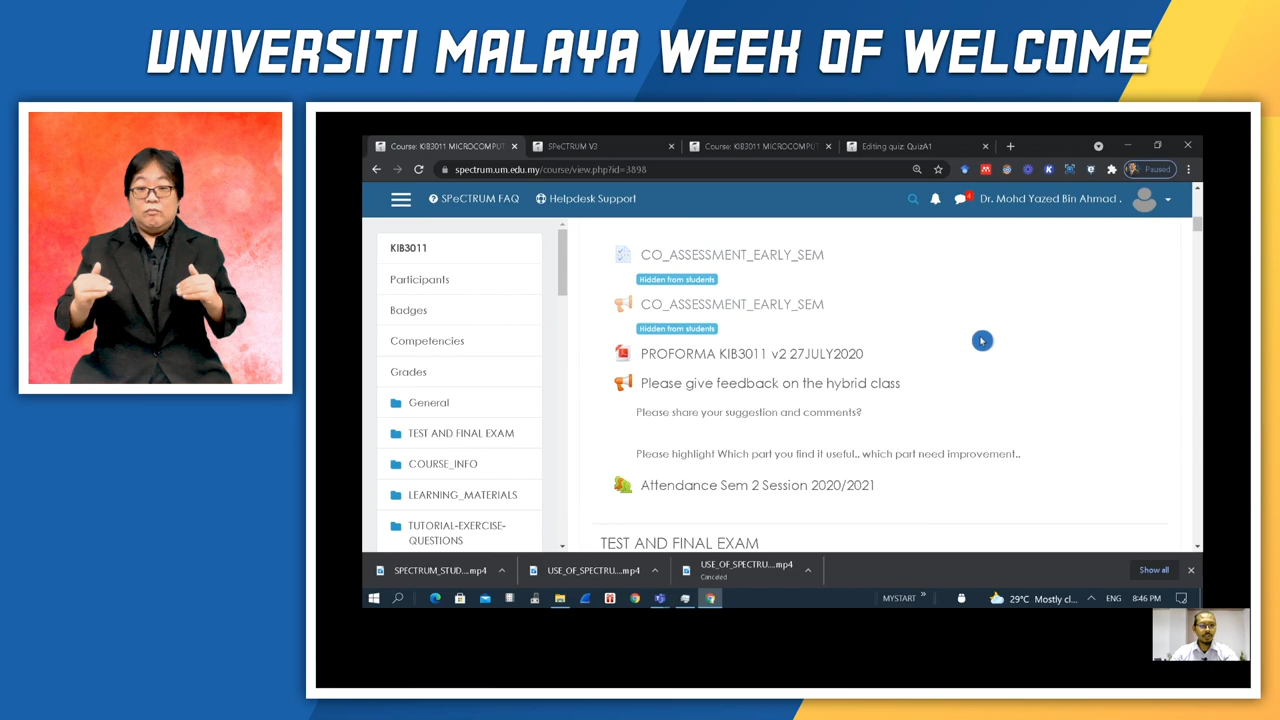 UNIVERSITI MALAYA WEEK OF WELCOME
Course: KIB3011 MICROCOMPUT
SPeCTRUM V3
Course: KIB3011 MICROCOMPUT
Editing quiz: QuizA1
spectrum.um.edu.my/course/view.php?id=3898
Paused
SPeCTRUM FAQ
Helpdesk Support
4
Dr. Mohd Yazed Bin Ahmad .
KIB3011
Participants
Badges
Competencies
Grades
General
TEST AND FINAL EXAM
COURSE_INFO
LEARNING_MATERIALS
TUTORIAL-EXERCISE-
QUESTIONS
CO_ASSESSMENT_EARLY_SEM
Hidden from students
CO_ASSESSMENT_EARLY_SEM
Hidden from students
PROFORMA KIB3011 v2 27JULY2020
Please give feedback on the hybrid class
Please share your suggestion and comments?
Please highlight Which part you find it useful.. which part need improvement..
Attendance Sem 2 Session 2020/2021
TEST AND FINAL EXAM
SPECTRUM_STUD....mp4
USE_OF_SPECTRU....mp4
USE_OF_SPECTRU....mp4
Canceled
Show all
MYSTART
29°C Mostly cl...
ENG
8:46 PM